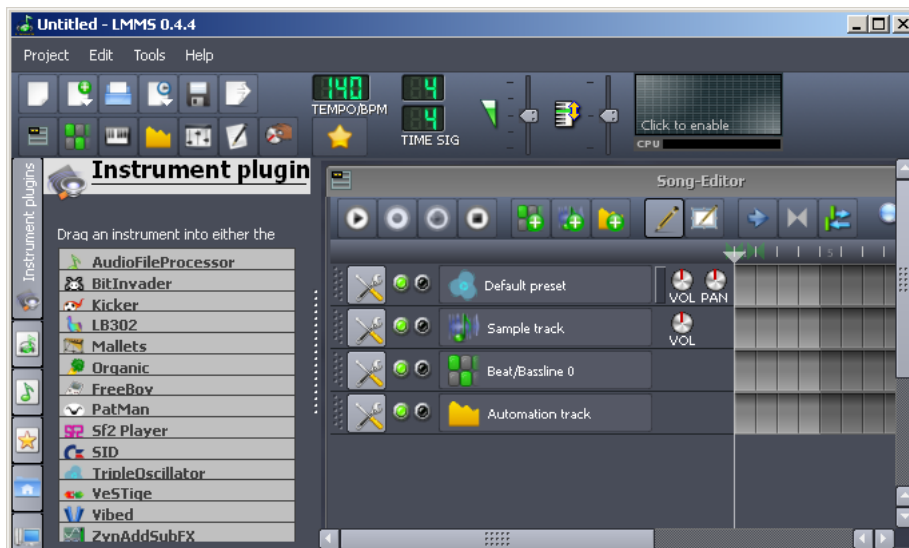 Untitled - LMMS 0.4.4
Project Edit Tools Help
140
TEMPO/BPM
4
4
TIME SIG
Click to enable
CPU
Instrument plugins
Instrument plugin
Drag an instrument into either the
AudioFileProcessor
BitInvader
Kicker
LB302
Mallets
Organic
FreeBoy
PatMan
Sf2 Player
SID
TripleOscillator
VeSTige
Vibed
ZynAddSubFX
Song-Editor
5
Default preset
VOL PAN
Sample track
VOL
Beat/Bassline 0
Automation track